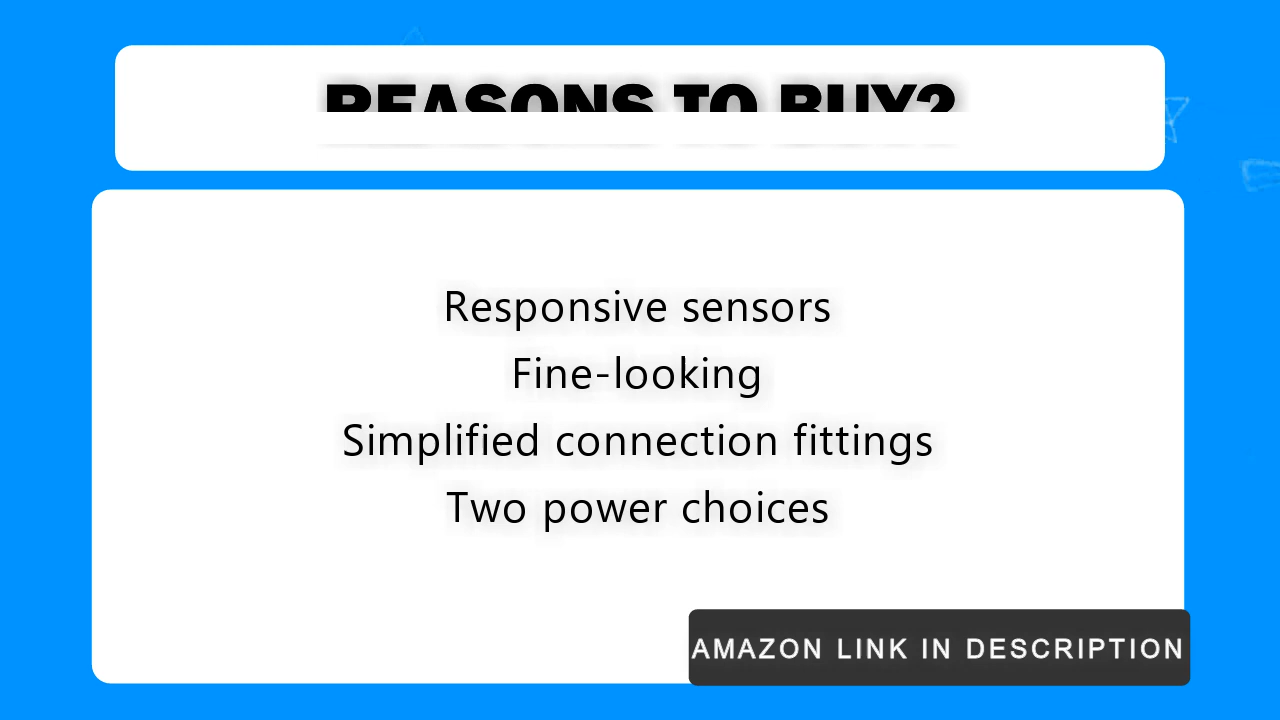 REASONS TO BUY?
Responsive sensors
Fine-looking
Simplified connection fittings
Two power choices
AMAZON LINK IN DESCRIPTION